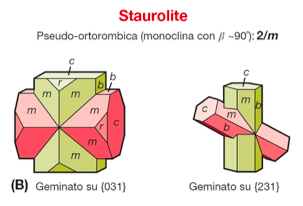 Staurolite
Pseudo-ortorombica (monoclina con β ~90°): 2/m
c
r
b
b
m
m
m
m
c
r
m
m
m
(B) Geminato su {031}
c
m
b
c
m
r
b
Geminato su {231}